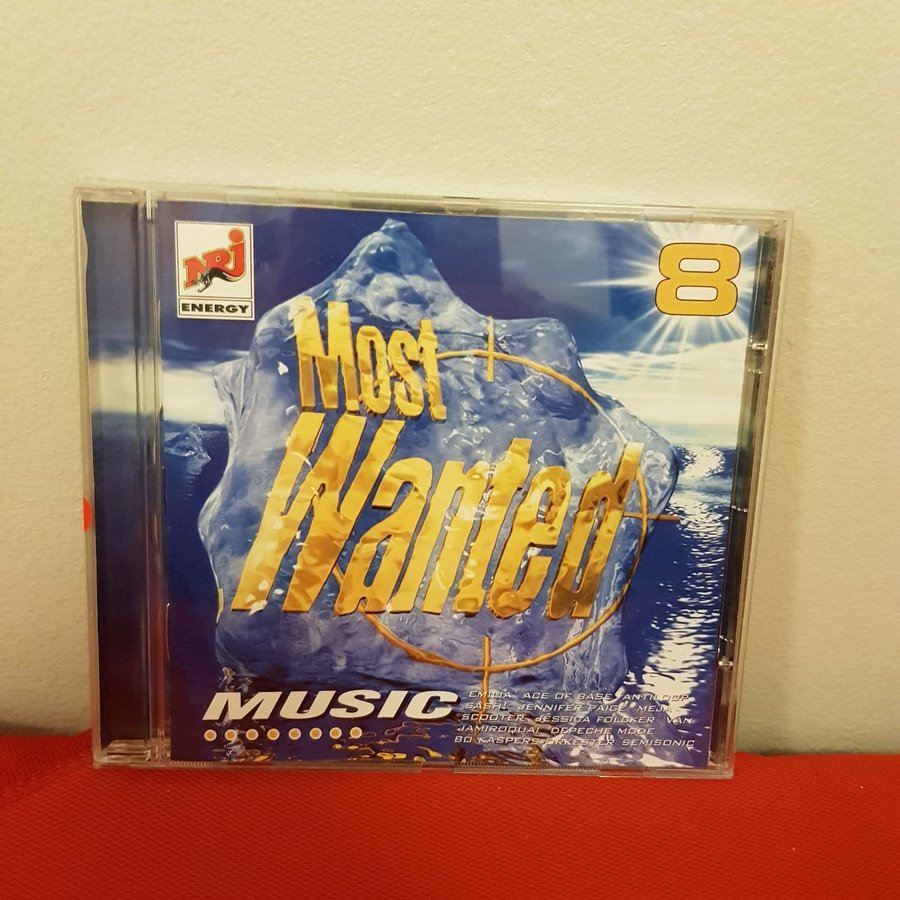 NRJ
ENERGY
8
Most
Wanted
MUSIC
EMILIA ACE OF BASE ANTILOOP
SASH! JENNIFER PAIGE MEJA
SCOOTER JESSICA FOLCKER VAN
JAMIROQUAI DEPECHE MODE
BO KASPERS ORKESTER SEMISONIC